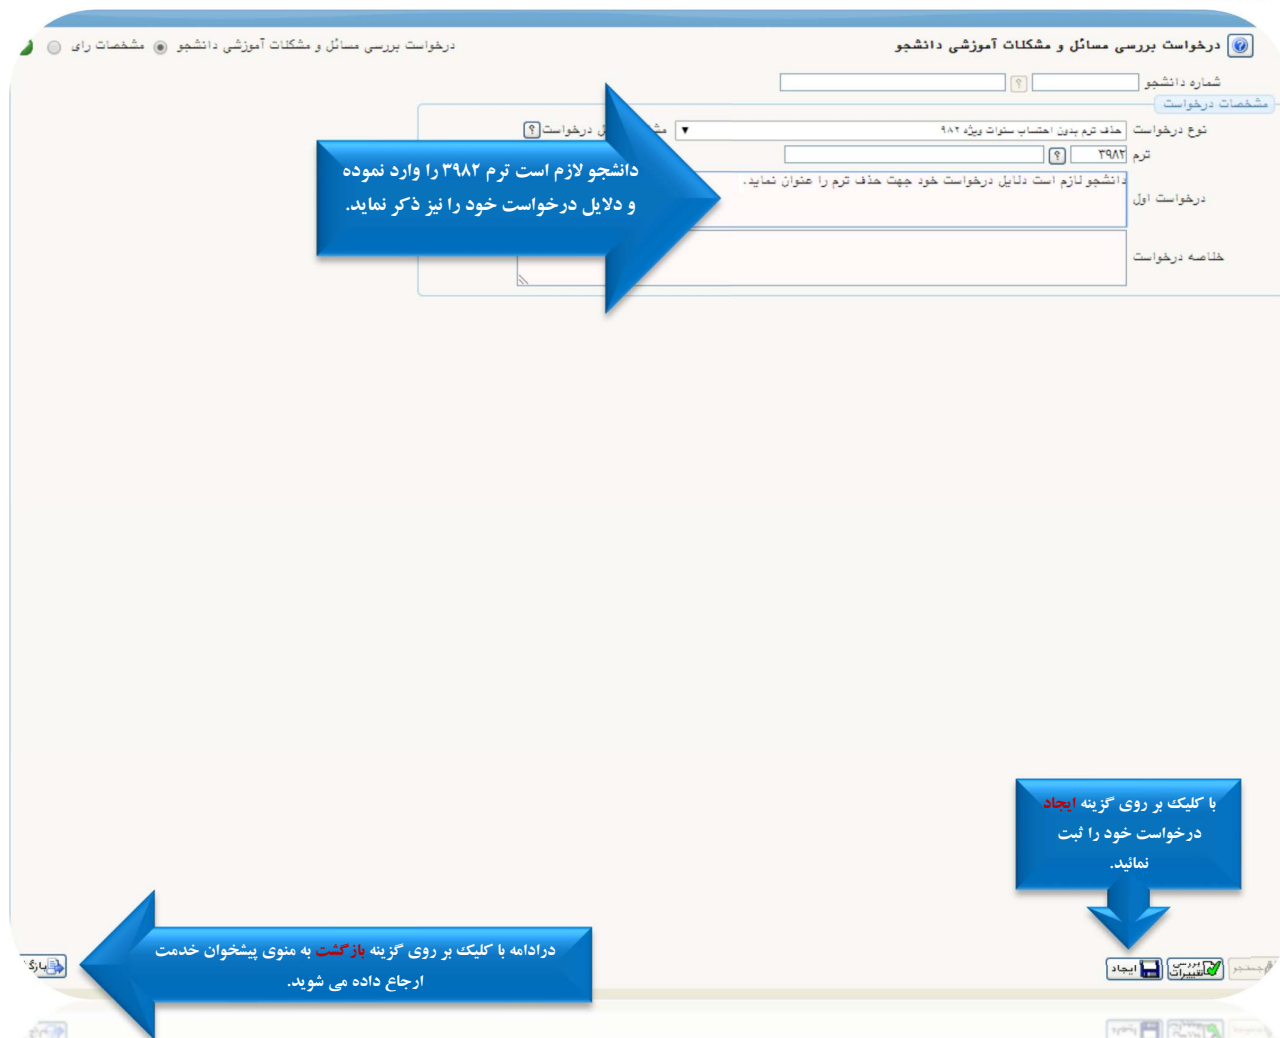 درخواست بررسی مسائل و مشکلات آموزشی دانشجو
درخواست بررسی مسائل و مشکلات آموزشی دانشجو مشخصات رای
شماره دانشجو ؟
مشخصات درخواست
نوع درخواست حذف ترم بدون احتساب سنوات ویژه ۹۸۲ درخواست ؟
ترم ۳۹۸۲ ؟
درخواست اول دانشجو لازم است دلایل درخواست خود جهت حذف ترم را عنوان نماید.
خلاصه درخواست
دانشجو لازم است ترم ۳۹۸۲ را وارد نموده
و دلایل درخواست خود را نیز ذکر نماید.
با کلیک بر روی گزینه ایجاد
درخواست خود را ثبت
نمائید.
درادامه با کلیک بر روی گزینه بازگشت به منوی پیشخوان خدمت
ارجاع داده می شوید.
جستجو بررسی تغییرات ایجاد